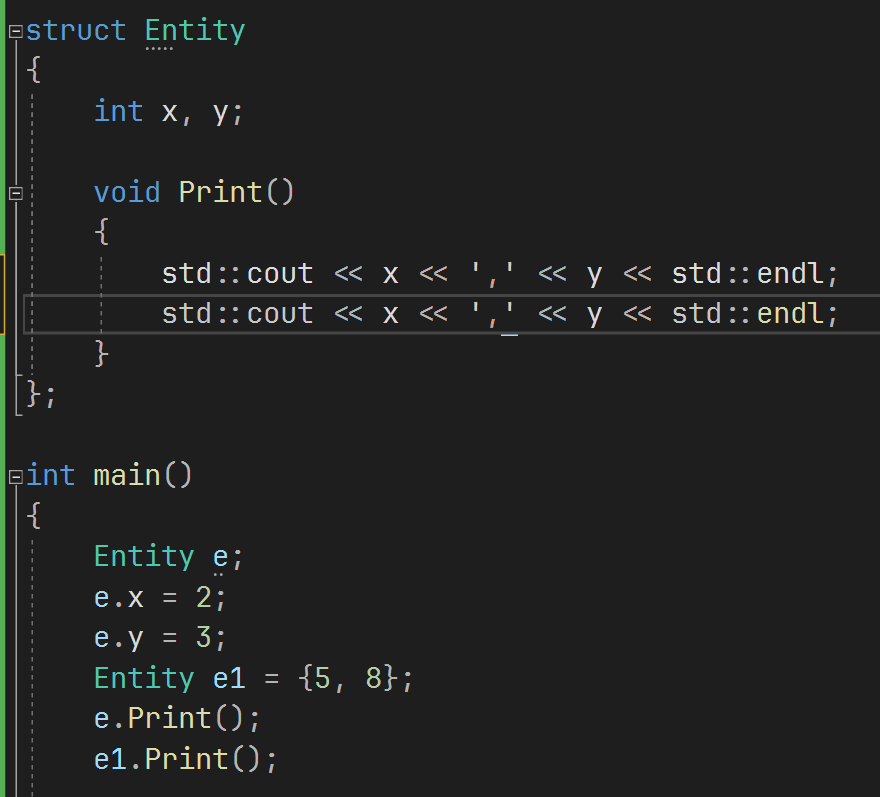 struct Entity
{
    int x, y;

    void Print()
    {
        std::cout << x << ',' << y << std::endl;
        std::cout << x << ',' << y << std::endl;
    }
};

int main()
{
    Entity e;
    e.x = 2;
    e.y = 3;
    Entity e1 = {5, 8};
    e.Print();
    e1.Print();